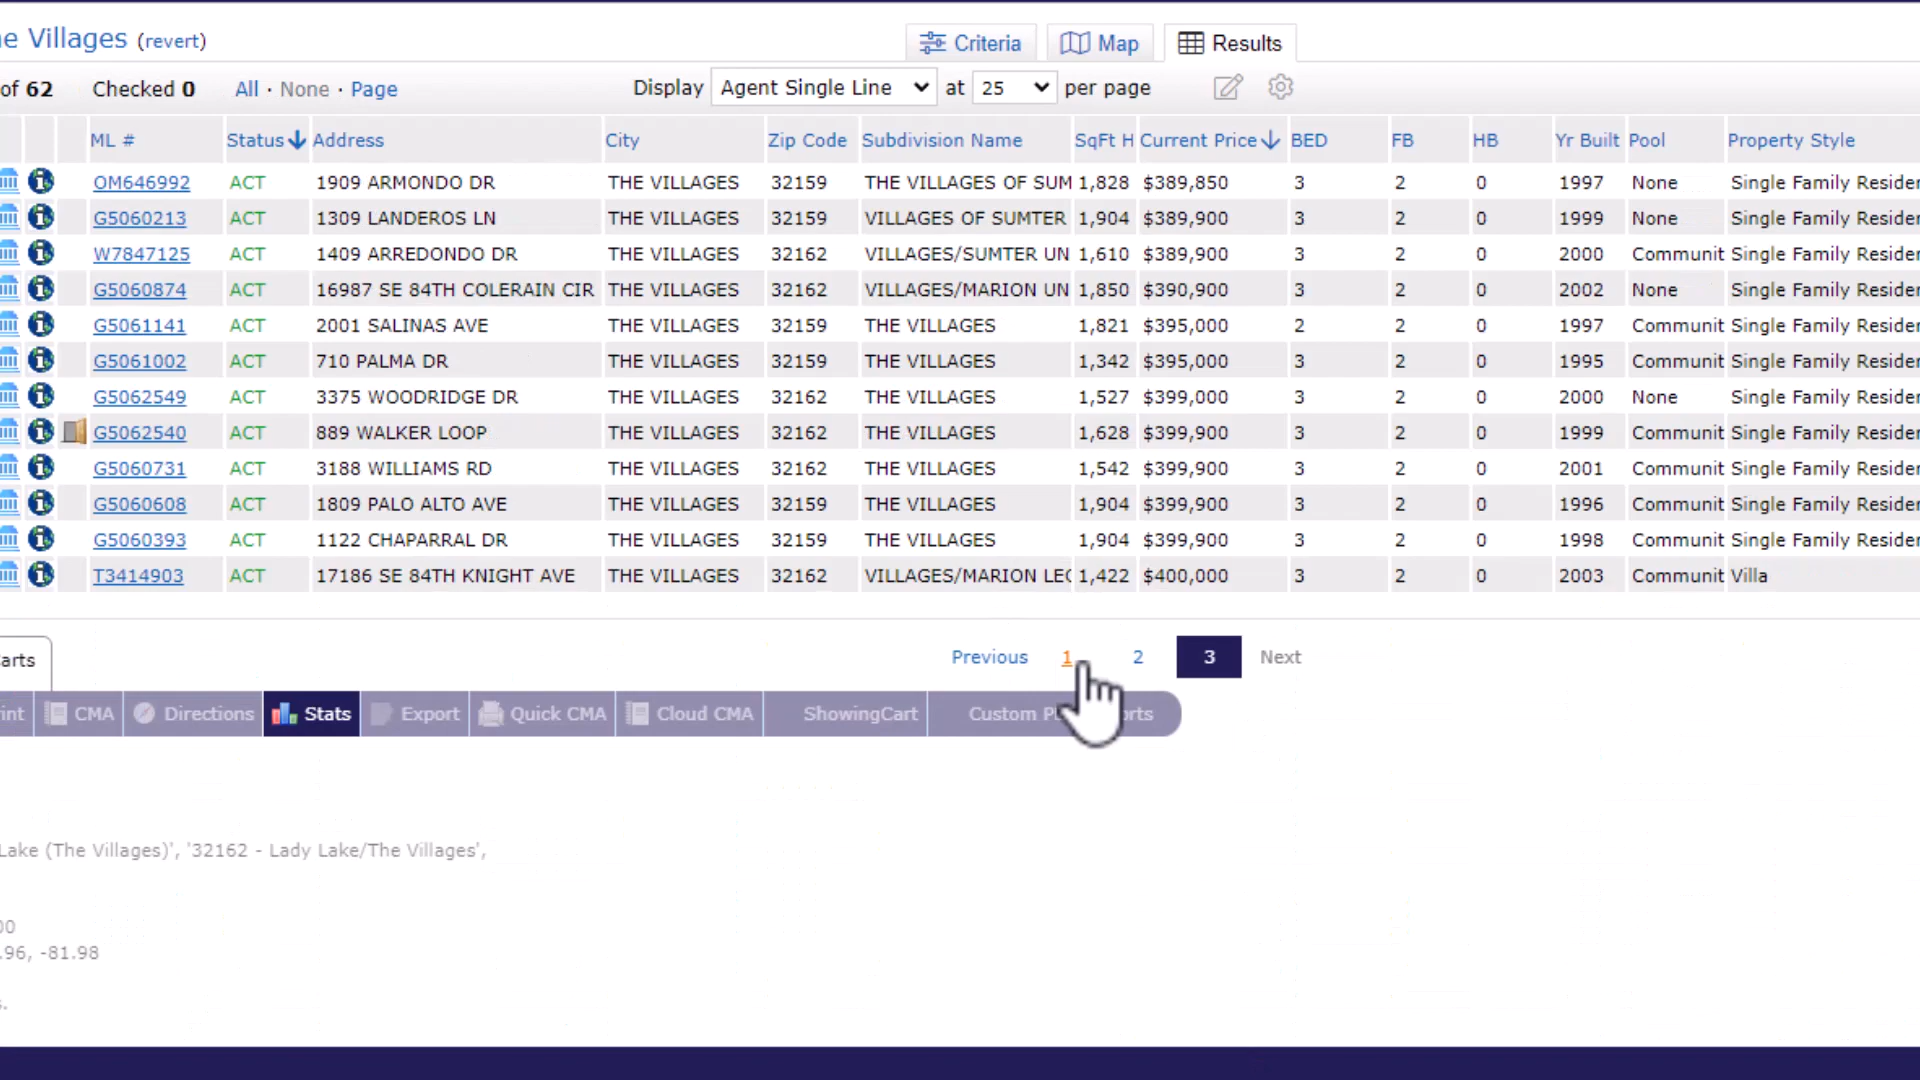 e Villages (revert)
Criteria Map Results
of 62 Checked 0 All · None · Page Display Agent Single Line at 25 per page
ML # Status Address City Zip Code Subdivision Name SqFt H Current Price BED FB HB Yr Built Pool Property Style
OM646992 ACT 1909 ARMONDO DR THE VILLAGES 32159 THE VILLAGES OF SUM 1,828 $389,850 3 2 0 1997 None Single Family Resider
G5060213 ACT 1309 LANDEROS LN THE VILLAGES 32159 VILLAGES OF SUMTER 1,904 $389,900 3 2 0 1999 None Single Family Resider
W7847125 ACT 1409 ARREDONDO DR THE VILLAGES 32162 VILLAGES/SUMTER UN 1,610 $389,900 3 2 0 2000 Communit Single Family Resider
G5060874 ACT 16987 SE 84TH COLERAIN CIR THE VILLAGES 32162 VILLAGES/MARION UN 1,850 $390,900 3 2 0 2002 None Single Family Resider
G5061141 ACT 2001 SALINAS AVE THE VILLAGES 32159 THE VILLAGES 1,821 $395,000 2 2 0 1997 Communit Single Family Resider
G5061002 ACT 710 PALMA DR THE VILLAGES 32159 THE VILLAGES 1,342 $395,000 3 2 0 1995 Communit Single Family Resider
G5062549 ACT 3375 WOODRIDGE DR THE VILLAGES 32162 THE VILLAGES 1,527 $399,000 3 2 0 2000 None Single Family Resider
G5062540 ACT 889 WALKER LOOP THE VILLAGES 32162 THE VILLAGES 1,628 $399,900 3 2 0 1999 Communit Single Family Resider
G5060731 ACT 3188 WILLIAMS RD THE VILLAGES 32162 THE VILLAGES 1,542 $399,900 3 2 0 2001 Communit Single Family Resider
G5060608 ACT 1809 PALO ALTO AVE THE VILLAGES 32159 THE VILLAGES 1,904 $399,900 3 2 0 1996 Communit Single Family Resider
G5060393 ACT 1122 CHAPARRAL DR THE VILLAGES 32159 THE VILLAGES 1,904 $399,900 3 2 0 1998 Communit Single Family Resider
T3414903 ACT 17186 SE 84TH KNIGHT AVE THE VILLAGES 32162 VILLAGES/MARION LEC 1,422 $400,000 3 2 0 2003 Communit Villa
arts Previous 1 2 3 Next
int CMA Directions Stats Export Quick CMA Cloud CMA ShowingCart Custom P rts
Lake (The Villages)', '32162 - Lady Lake/The Villages',
00
.96, -81.98
s.